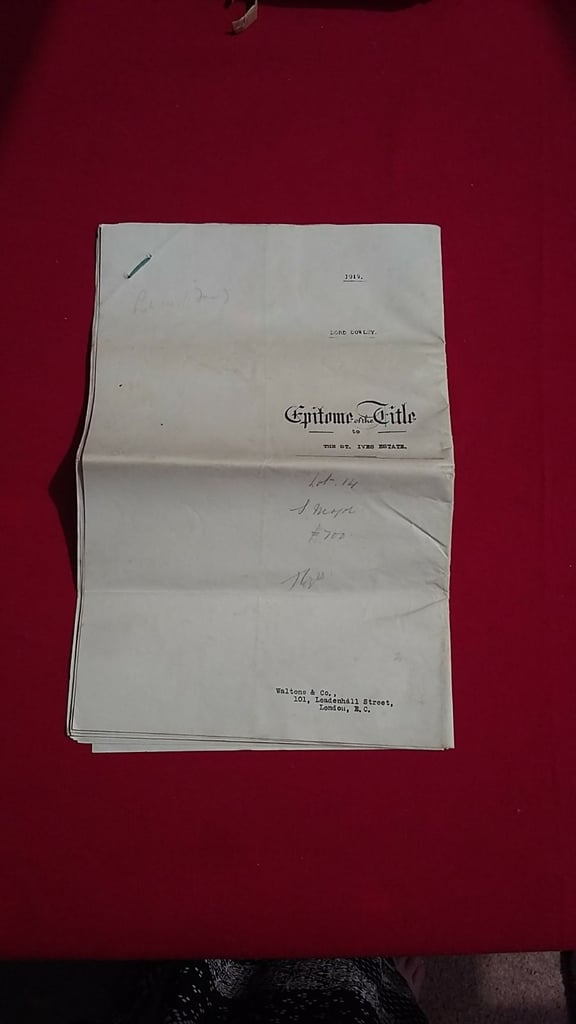 1919.
LORD COWLEY.
Epitome of the Title
to
THE ST. IVES ESTATE.
Lot. 14
£700
Waltons & Co.,
101, Leadenhall Street,
London, E.C.